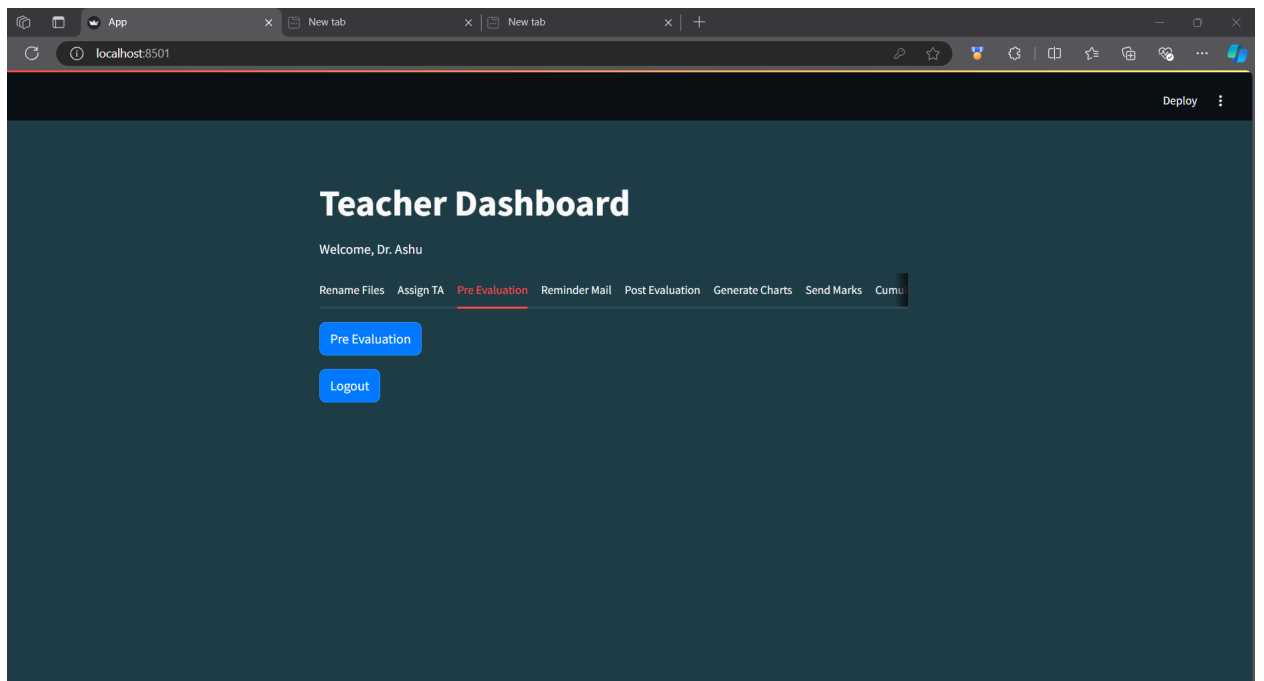 App
New tab
New tab
localhost:8501
Deploy
Teacher Dashboard
Welcome, Dr. Ashu
Rename Files Assign TA Pre Evaluation Reminder Mail Post Evaluation Generate Charts Send Marks Cumu
Pre Evaluation
Logout